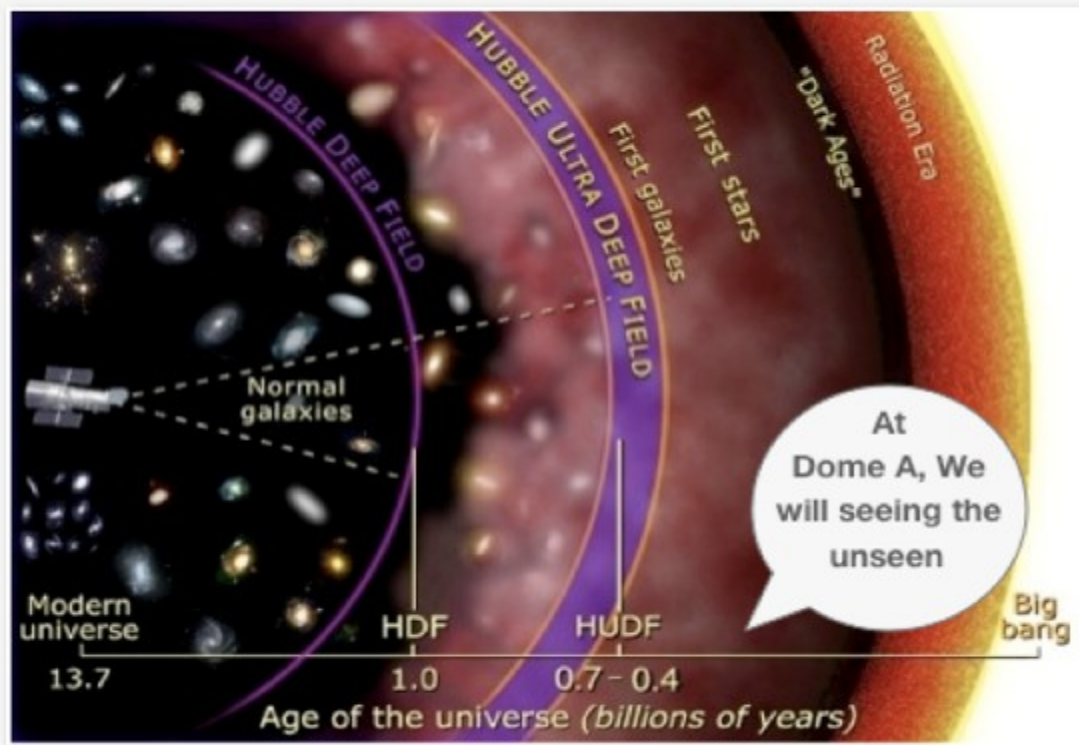 HUBBLE DEEP FIELD
HUBBLE ULTRA DEEP FIELD
First galaxies
First stars
"Dark Ages"
Radiation Era
Normal
galaxies
At
Dome A, We
will seeing the
unseen
Modern
universe
HDF
HUDF
Big
bang
13.7
1.0
0.7 - 0.4
Age of the universe (billions of years)